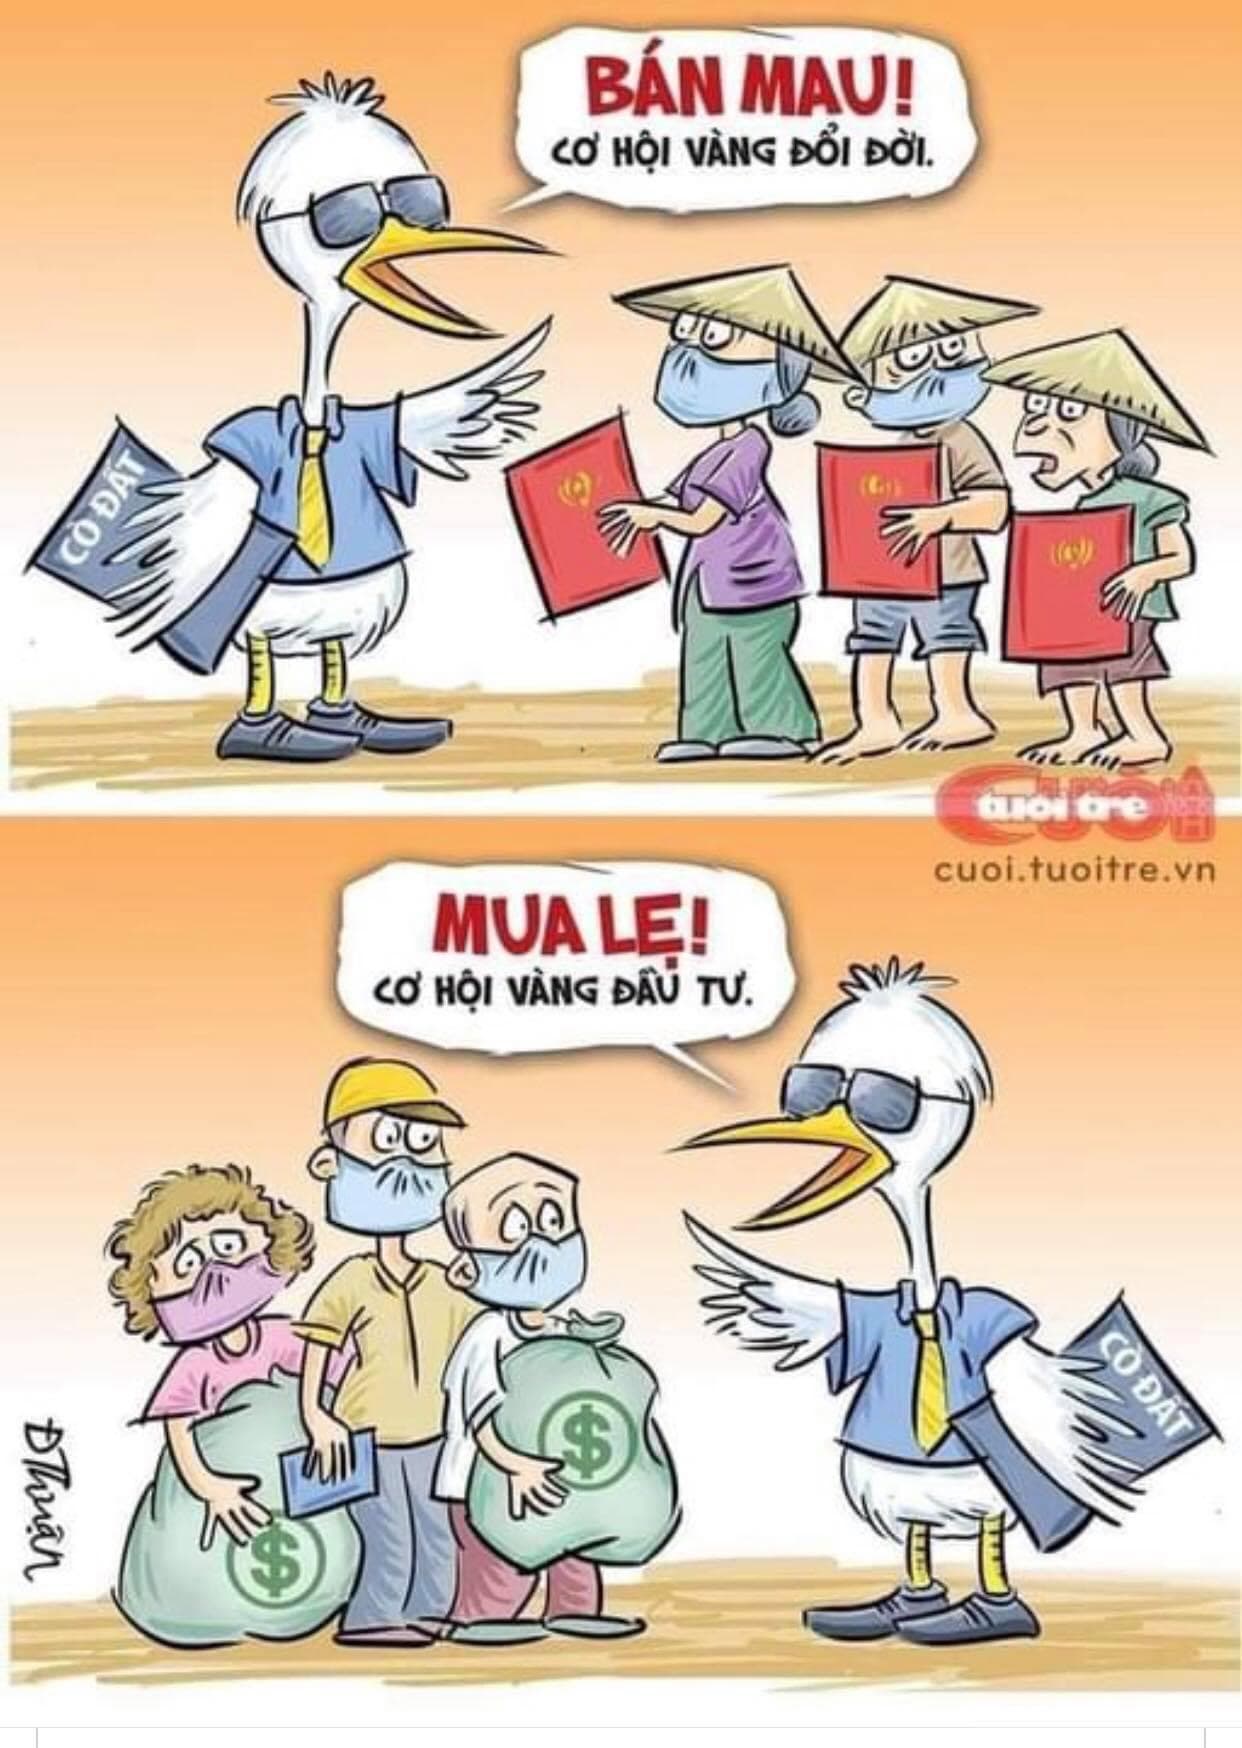 BÁN MAU!
CƠ HỘI VÀNG ĐỔI ĐỜI.
CÒ ĐẤT
tuổi trẻ
cuoi.tuoitre.vn
MUA LẸ!
CƠ HỘI VÀNG ĐẦU TƯ.
CÒ ĐẤT
$
$
ĐThuận